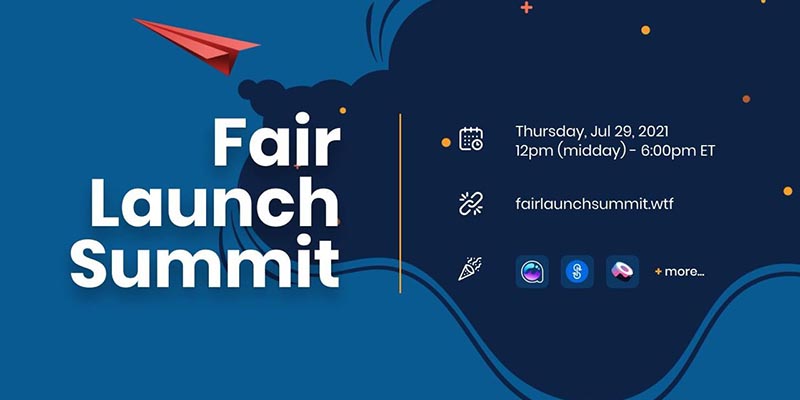 Fair
Launch
Summit
Thursday, Jul 29, 2021
12pm (midday) - 6:00pm ET
fairlaunchsummit.wtf
+ more...